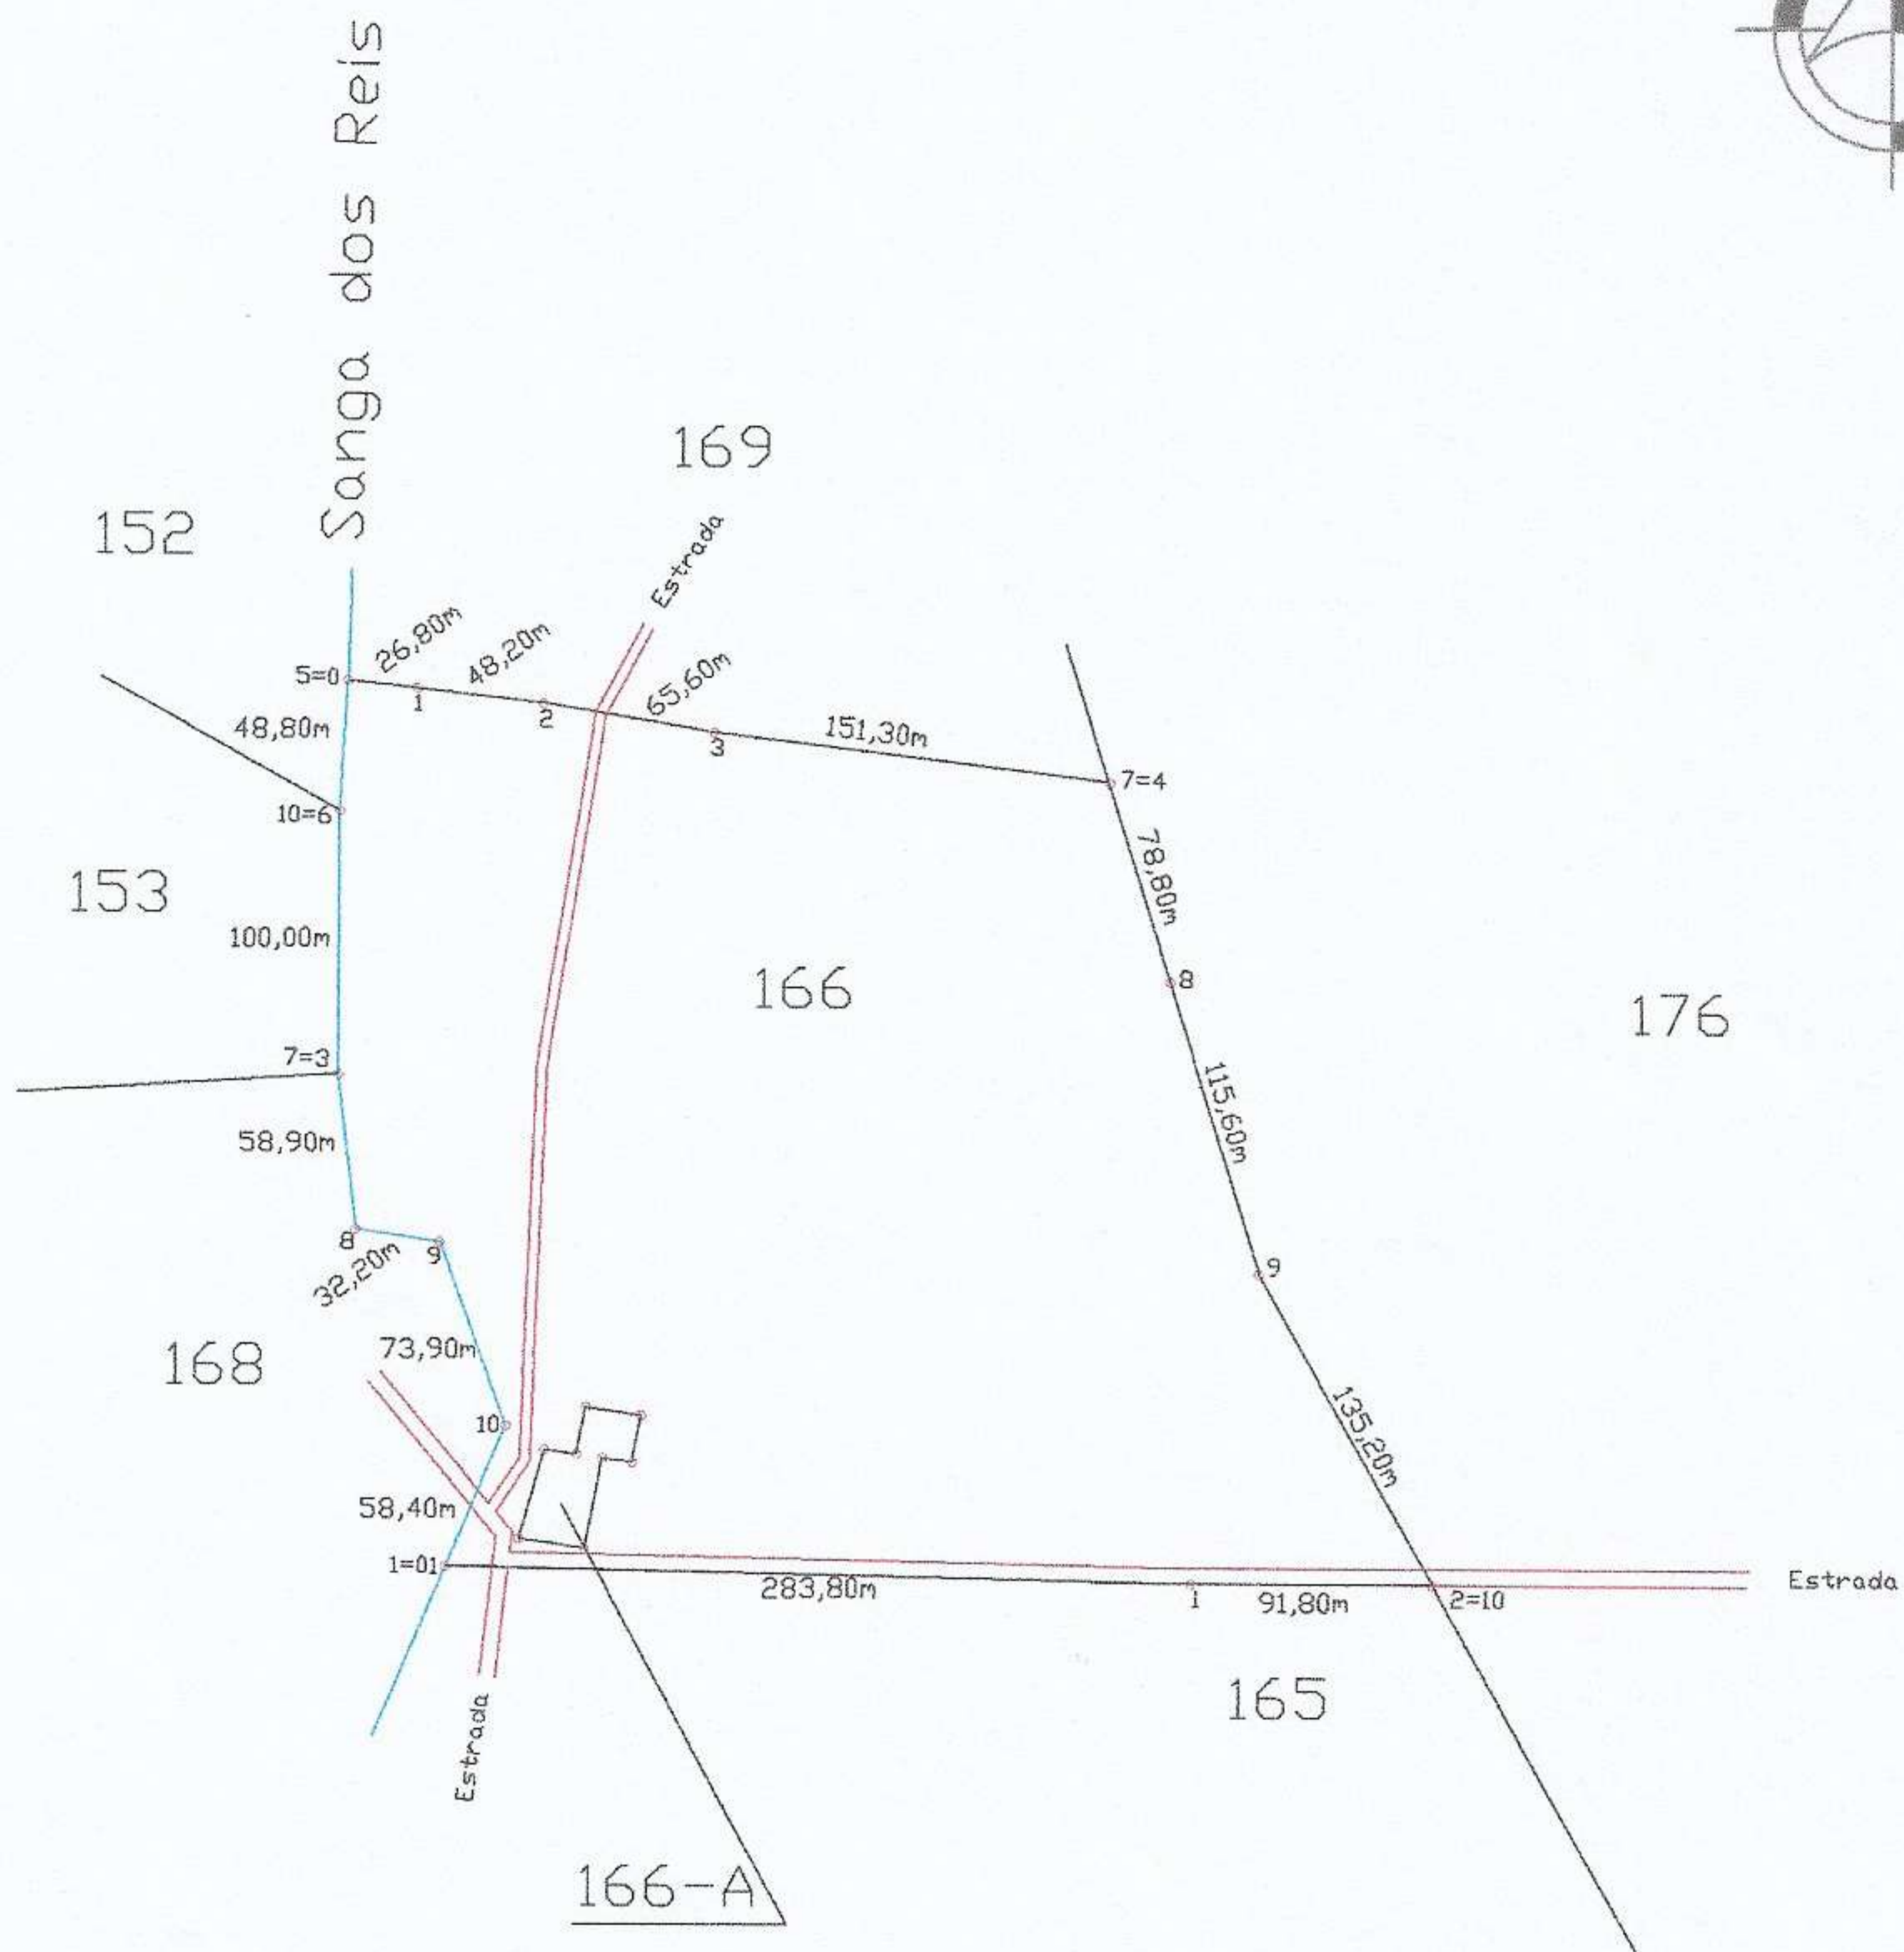 Sanga dos Reis
169
152
Estrada
26,80m
48,20m
65,60m
5=0
1
2
3
48,80m
151,30m
7=4
10=6
78,80m
153
100,00m
166
8
176
7=3
115,60m
58,90m
8
9
32,20m
9
168
73,90m
10
135,20m
58,40m
1=01
283,80m
1
91,80m
2=10
Estrada
165
Estrada
166-A